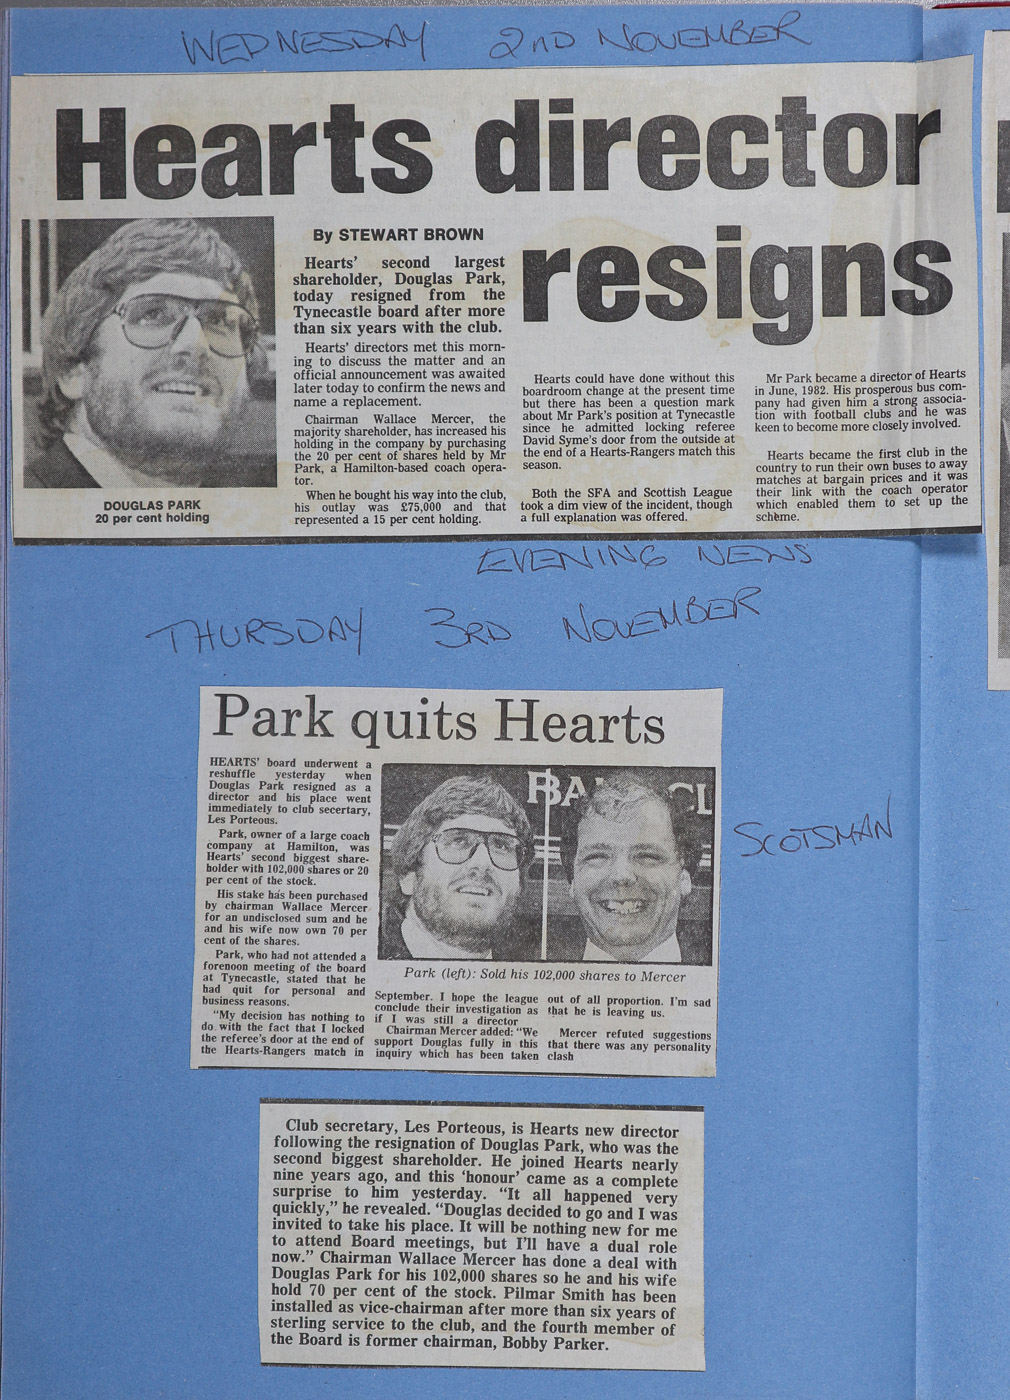 WEDNESDAY 2ND NOVEMBER
Hearts director
resigns
By STEWART BROWN
Hearts' second largest
shareholder, Douglas Park,
today resigned from the
Tynecastle board after more
than six years with the club.
Hearts' directors met this morn-
ing to discuss the matter and an
official announcement was awaited
later today to confirm the news and
name a replacement.
Chairman Wallace Mercer, the
majority shareholder, has increased his
holding in the company by purchasing
the 20 per cent of shares held by Mr
Park, a Hamilton-based coach opera-
tor.
When he bought his way into the club,
his outlay was £75,000 and that
represented a 15 per cent holding.
DOUGLAS PARK
20 per cent holding
Hearts could have done without this
boardroom change at the present time
but there has been a question mark
about Mr Park's position at Tynecastle
since he admitted locking referee
David Syme's door from the outside at
the end of a Hearts-Rangers match this
season.
Both the SFA and Scottish League
took a dim view of the incident, though
a full explanation was offered.
Mr Park became a director of Hearts
in June, 1982. His prosperous bus com-
pany had given him a strong associa-
tion with football clubs and he was
keen to become more closely involved.
Hearts became the first club in the
country to run their own buses to away
matches at bargain prices and it was
their link with the coach operator
which enabled them to set up the
scheme.
EVENING NEWS
THURSDAY 3RD NOVEMBER
Park quits Hearts
HEARTS' board underwent a
reshuffle yesterday when
Douglas Park resigned as a
director and his place went
immediately to club secertary,
Les Porteous.
Park, owner of a large coach
company at Hamilton, was
Hearts' second biggest share-
holder with 102,000 shares or 20
per cent of the stock.
His stake has been purchased
by chairman Wallace Mercer
for an undisclosed sum and he
and his wife now own 70 per
cent of the shares.
Park, who had not attended a
forenoon meeting of the board
at Tynecastle, stated that he
had quit for personal and
business reasons.
"My decision has nothing to
do with the fact that I locked
the referee's door at the end of
the Hearts-Rangers match in
Park (left): Sold his 102,000 shares to Mercer
September. I hope the league
conclude their investigation as
if I was still a director
Chairman Mercer added: "We
support Douglas fully in this
inquiry which has been taken
out of all proportion. I'm sad
that he is leaving us.
Mercer refuted suggestions
that there was any personality
clash
SCOTSMAN
Club secretary, Les Porteous, is Hearts new director
following the resignation of Douglas Park, who was the
second biggest shareholder. He joined Hearts nearly
nine years ago, and this 'honour' came as a complete
surprise to him yesterday. "It all happened very
quickly," he revealed. "Douglas decided to go and I was
invited to take his place. It will be nothing new for me
to attend Board meetings, but I'll have a dual role
now." Chairman Wallace Mercer has done a deal with
Douglas Park for his 102,000 shares so he and his wife
hold 70 per cent of the stock. Pilmar Smith has been
installed as vice-chairman after more than six years of
sterling service to the club, and the fourth member of
the Board is former chairman, Bobby Parker.